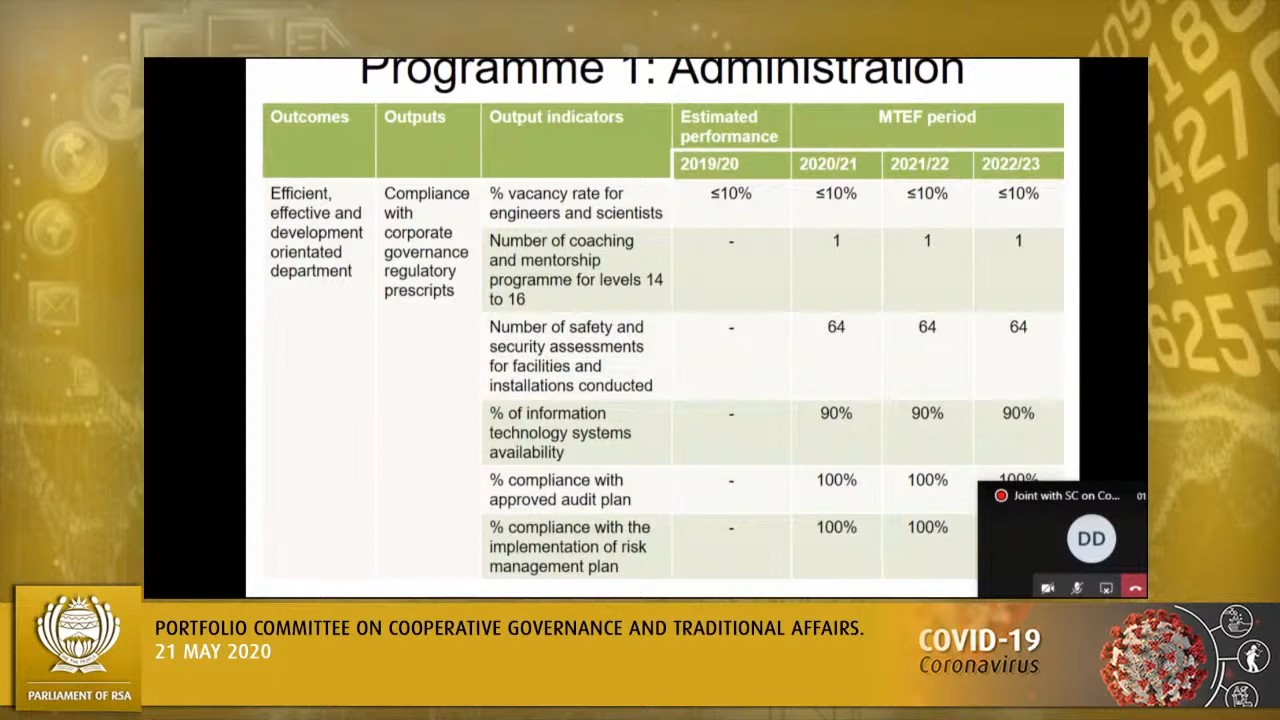 Programme 1: Administration
Outcomes
Outputs
Output indicators
Estimated
performance
MTEF period
2019/20
2020/21
2021/22
2022/23
Efficient,
effective and
development
orientated
department
Compliance
with
corporate
governance
regulatory
prescripts
% vacancy rate for
engineers and scientists
≤10%
≤10%
≤10%
≤10%
Number of coaching
and mentorship
programme for levels 14
to 16
-
1
1
1
Number of safety and
security assessments
for facilities and
installations conducted
-
64
64
64
% of information
technology systems
availability
-
90%
90%
90%
% compliance with
approved audit plan
-
100%
100%
100%
% compliance with the
implementation of risk
management plan
-
100%
100%
Joint with SC on Co...
01
DD
PORTFOLIO COMMITTEE ON COOPERATIVE GOVERNANCE AND TRADITIONAL AFFAIRS.
21 MAY 2020
PARLIAMENT OF RSA
COVID-19
Coronavirus